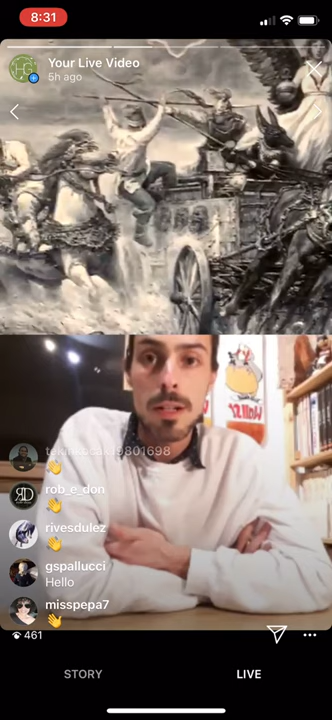 8:31
Your Live Video
5h ago
rob_e_don
👋
rivesdulez
👋
gspallucci
Hello
misspepa7
👋
461
STORY
LIVE